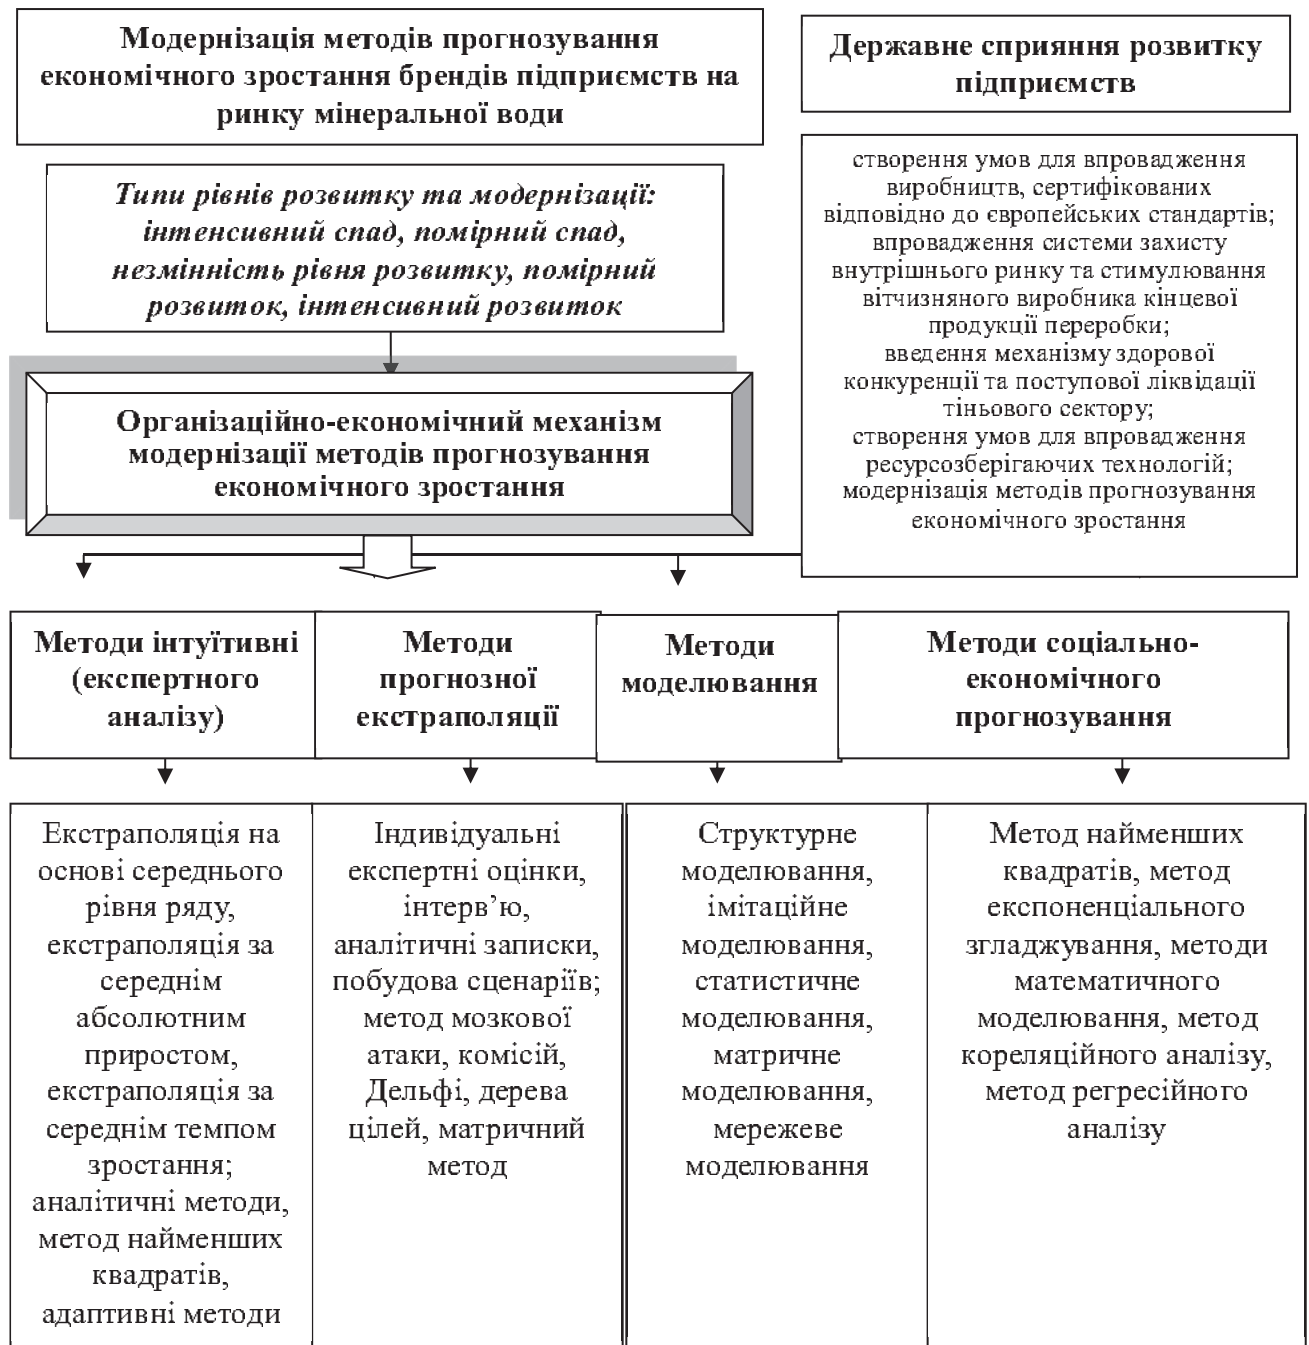 Модернізація методів прогнозування
економічного зростання брендів підприємств на
ринку мінеральної води
Державне сприяння розвитку
підприємств
Типи рівнів розвитку та модернізації:
інтенсивний спад, помірний спад,
незмінність рівня розвитку, помірний
розвиток, інтенсивний розвиток
створення умов для впровадження
виробництв, сертифікованих
відповідно до європейських стандартів;
впровадження системи захисту
внутрішнього ринку та стимулювання
вітчизняного виробника кінцевої
продукції переробки;
введення механізму здорової
конкуренції та поступової ліквідації
тіньового сектору;
створення умов для впровадження
ресурсозберігаючих технологій;
модернізація методів прогнозування
економічного зростання
Організаційно-економічний механізм
модернізації методів прогнозування
економічного зростання
Методи інтуїтивні
(експертного
аналізу)
Методи
прогнозної
екстраполяції
Методи
моделювання
Методи соціально-
економічного
прогнозування
Екстраполяція на
основі середнього
рівня ряду,
екстраполяція за
середнім
абсолютним
приростом,
екстраполяція за
середнім темпом
зростання;
аналітичні методи,
метод найменших
квадратів,
адаптивні методи
Індивідуальні
експертні оцінки,
інтерв’ю,
аналітичні записки,
побудова сценаріїв;
метод мозкової
атаки, комісій,
Дельфі, дерева
цілей, матричний
метод
Структурне
моделювання,
імітаційне
моделювання,
статистичне
моделювання,
матричне
моделювання,
мережеве
моделювання
Метод найменших
квадратів, метод
експоненціального
згладжування, методи
математичного
моделювання, метод
кореляційного аналізу,
метод регресійного
аналізу